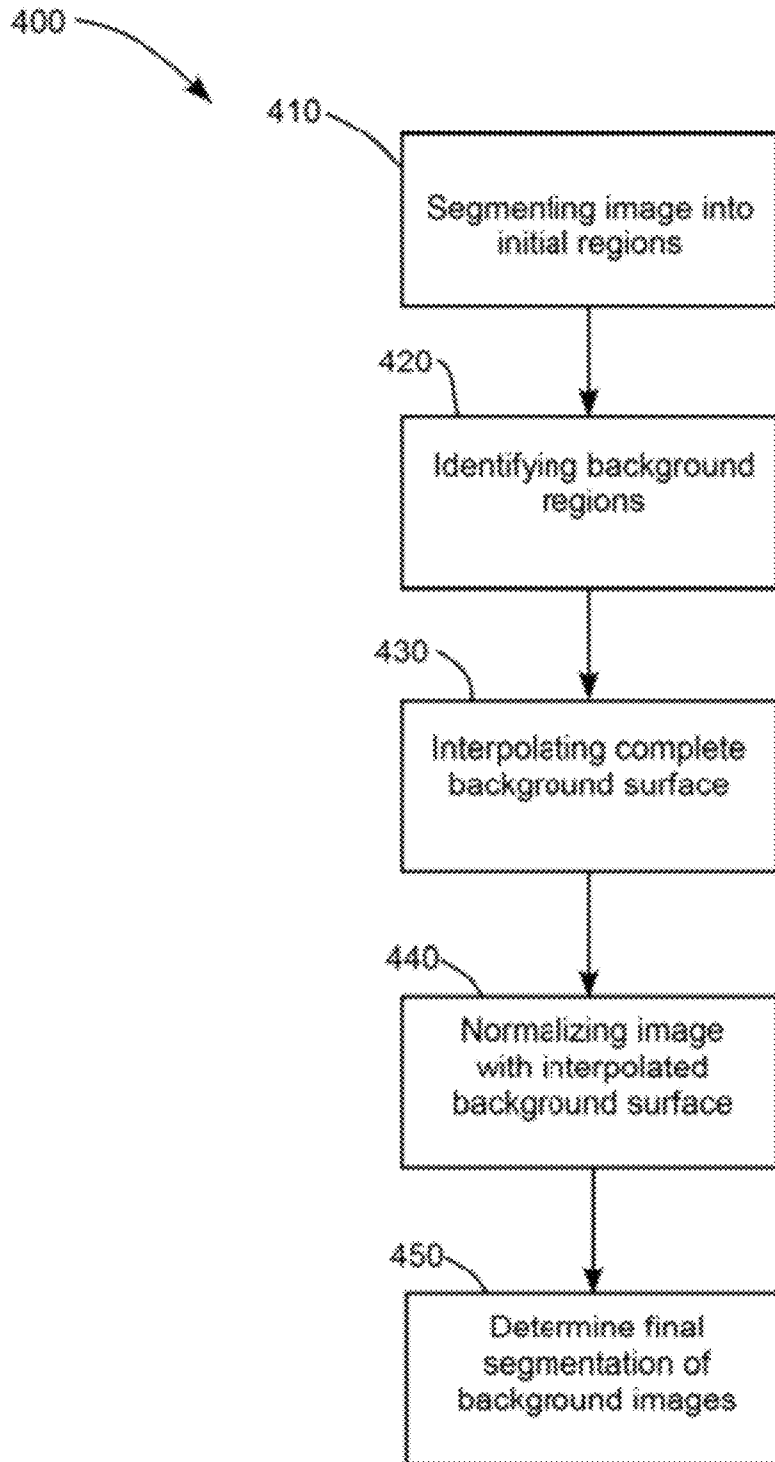 400
410
Segmenting image into
initial regions
420
Identifying background
regions
430
Interpolating complete
background surface
440
Normalizing image
with interpolated
background surface
450
Determine final
segmentation of
background images